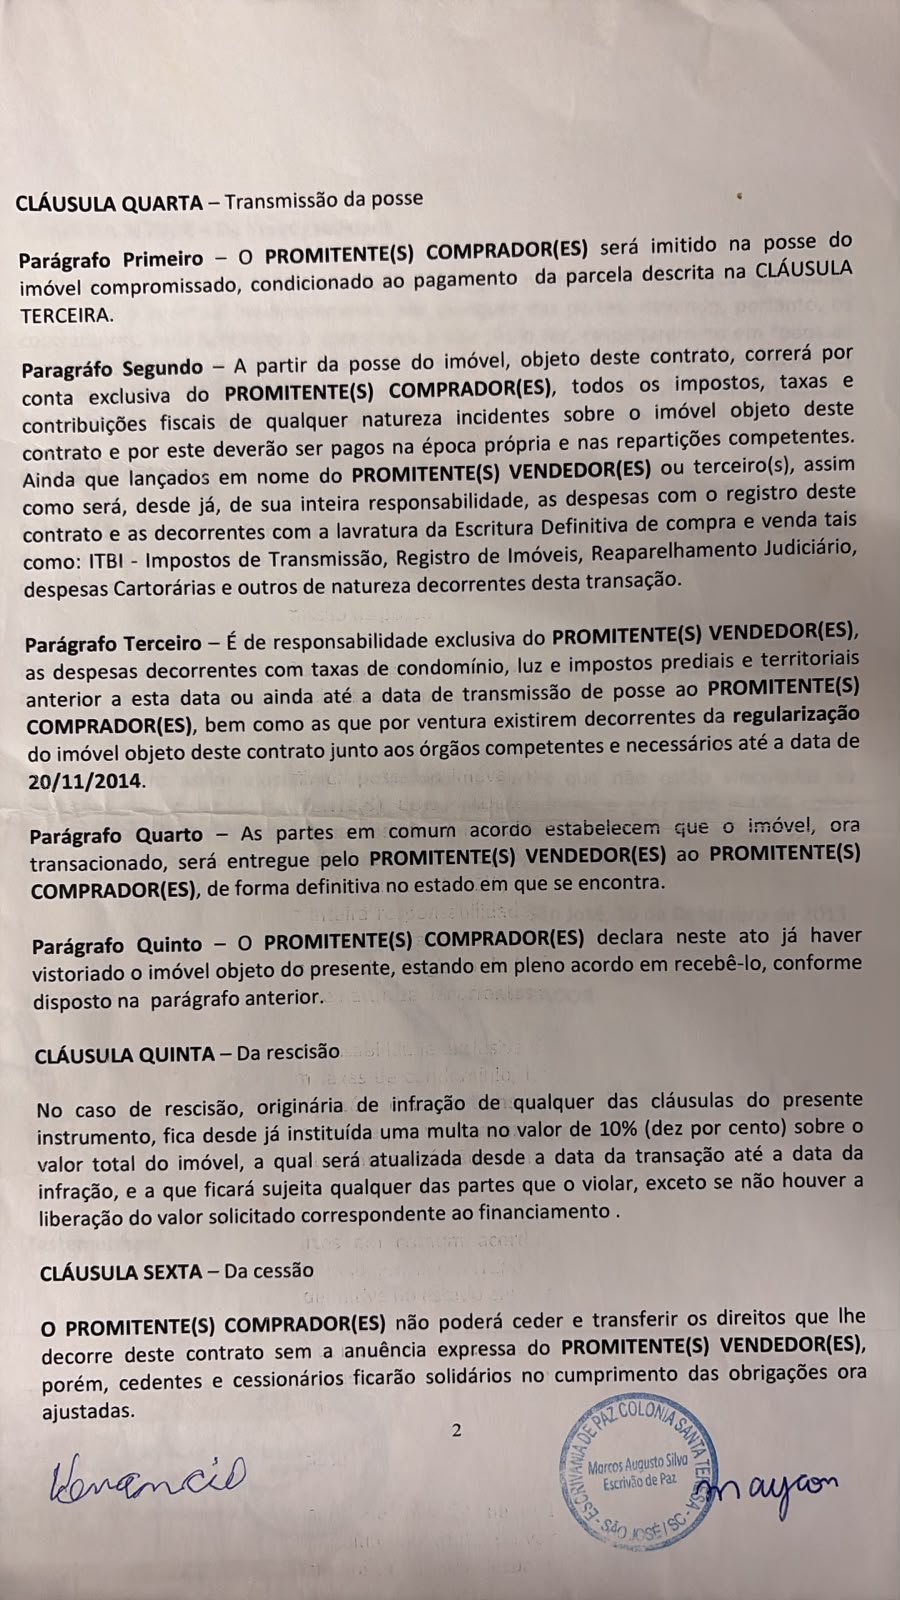 CLÁUSULA QUARTA – Transmissão da posse
Parágrafo Primeiro – O PROMITENTE(S) COMPRADOR(ES) será imitido na posse do
imóvel compromissado, condicionado ao pagamento da parcela descrita na CLÁUSULA
TERCEIRA.
Paragráfo Segundo – A partir da posse do imóvel, objeto deste contrato, correrá por
conta exclusiva do PROMITENTE(S) COMPRADOR(ES), todos os impostos, taxas e
contribuições fiscais de qualquer natureza incidentes sobre o imóvel objeto deste
contrato e por este deverão ser pagos na época própria e nas repartições competentes.
Ainda que lançados em nome do PROMITENTE(S) VENDEDOR(ES) ou terceiro(s), assim
como será, desde já, de sua inteira responsabilidade, as despesas com o registro deste
contrato e as decorrentes com a lavratura da Escritura Definitiva de compra e venda tais
como: ITBI - Impostos de Transmissão, Registro de Imóveis, Reaparelhamento Judiciário,
despesas Cartorárias e outros de natureza decorrentes desta transação.
Parágrafo Terceiro – É de responsabilidade exclusiva do PROMITENTE(S) VENDEDOR(ES),
as despesas decorrentes com taxas de condomínio, luz e impostos prediais e territoriais
anterior a esta data ou ainda até a data de transmissão de posse ao PROMITENTE(S)
COMPRADOR(ES), bem como as que por ventura existirem decorrentes da regularização
do imóvel objeto deste contrato junto aos órgãos competentes e necessários até a data de
20/11/2014.
Parágrafo Quarto – As partes em comum acordo estabelecem que o imóvel, ora
transacionado, será entregue pelo PROMITENTE(S) VENDEDOR(ES) ao PROMITENTE(S)
COMPRADOR(ES), de forma definitiva no estado em que se encontra.
Parágrafo Quinto – O PROMITENTE(S) COMPRADOR(ES) declara neste ato já haver
vistoriado o imóvel objeto do presente, estando em pleno acordo em recebê-lo, conforme
disposto na parágrafo anterior.
CLÁUSULA QUINTA – Da rescisão
No caso de rescisão, originária de infração de qualquer das cláusulas do presente
instrumento, fica desde já instituída uma multa no valor de 10% (dez por cento) sobre o
valor total do imóvel, a qual será atualizada desde a data da transação até a data da
infração, e a que ficará sujeita qualquer das partes que o violar, exceto se não houver a
liberação do valor solicitado correspondente ao financiamento .
CLÁUSULA SEXTA – Da cessão
O PROMITENTE(S) COMPRADOR(ES) não poderá ceder e transferir os direitos que lhe
decorre deste contrato sem a anuência expressa do PROMITENTE(S) VENDEDOR(ES),
porém, cedentes e cessionários ficarão solidários no cumprimento das obrigações ora
ajustadas.
2
Venancio
ESCRIVANIA DE PAZ COLONIA SANTA TERESA
Marcos Augusto Silva
Escrivão de Paz
- SÃO JOSÉ / SC -
maycon